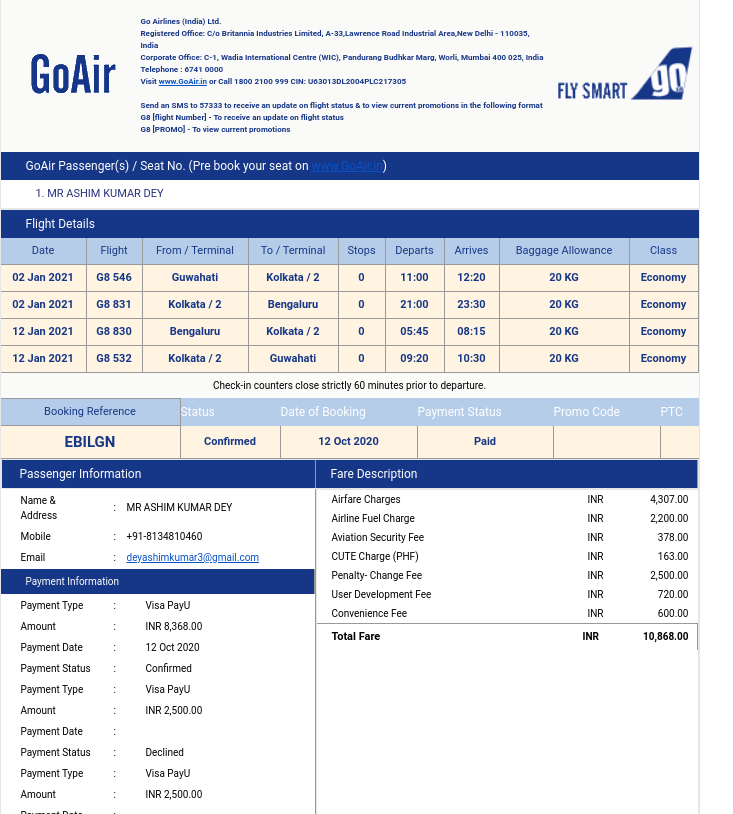 Go Airlines (India) Ltd.
Registered Office: C/o Britannia Industries Limited, A-33,Lawrence Road Industrial Area,New Delhi - 110035,
India
Corporate Office: C-1, Wadia International Centre (WIC), Pandurang Budhkar Marg, Worli, Mumbai 400 025, India
Telephone : 6741 0000
Visit www.GoAir.in or Call 1800 2100 999 CIN: U63013DL2004PLC217305
Send an SMS to 57333 to receive an update on flight status & to view current promotions in the following format
G8 [flight Number] - To receive an update on flight status
G8 [PROMO] - To view current promotions
GoAir
FLY SMART go
GoAir Passenger(s) / Seat No. (Pre book your seat on www.GoAir.in)
1. MR ASHIM KUMAR DEY
Flight Details
Date Flight From / Terminal To / Terminal Stops Departs Arrives Baggage Allowance Class
02 Jan 2021 G8 546 Guwahati Kolkata / 2 0 11:00 12:20 20 KG Economy
02 Jan 2021 G8 831 Kolkata / 2 Bengaluru 0 21:00 23:30 20 KG Economy
12 Jan 2021 G8 830 Bengaluru Kolkata / 2 0 05:45 08:15 20 KG Economy
12 Jan 2021 G8 532 Kolkata / 2 Guwahati 0 09:20 10:30 20 KG Economy
Check-in counters close strictly 60 minutes prior to departure.
Booking Reference Status Date of Booking Payment Status Promo Code PTC
EBILGN Confirmed 12 Oct 2020 Paid
Passenger Information
Name &
Address : MR ASHIM KUMAR DEY
Mobile : +91-8134810460
Email : deyashimkumar3@gmail.com
Payment Information
Payment Type : Visa PayU
Amount : INR 8,368.00
Payment Date : 12 Oct 2020
Payment Status : Confirmed
Payment Type : Visa PayU
Amount : INR 2,500.00
Payment Date :
Payment Status : Declined
Payment Type : Visa PayU
Amount : INR 2,500.00
Fare Description
Airfare Charges INR 4,307.00
Airline Fuel Charge INR 2,200.00
Aviation Security Fee INR 378.00
CUTE Charge (PHF) INR 163.00
Penalty- Change Fee INR 2,500.00
User Development Fee INR 720.00
Convenience Fee INR 600.00
Total Fare INR 10,868.00